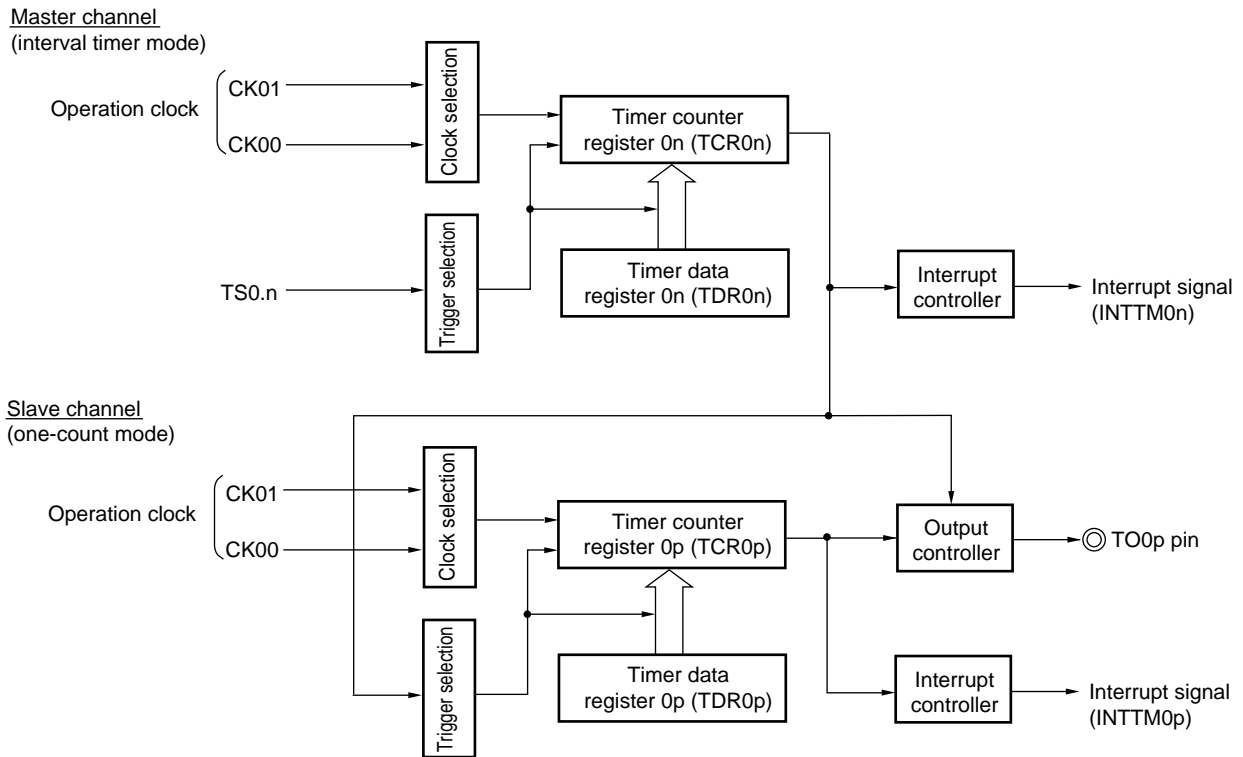 Master channel
(interval timer mode)
Operation clock
CK01
CK00
Clock selection
Timer counter
register 0n (TCR0n)
TS0.n
Trigger selection
Timer data
register 0n (TDR0n)
Interrupt
controller
Interrupt signal
(INTTM0n)
Slave channel
(one-count mode)
Operation clock
CK01
CK00
Clock selection
Timer counter
register 0p (TCR0p)
Output
controller
TO0p pin
Trigger selection
Timer data
register 0p (TDR0p)
Interrupt
controller
Interrupt signal
(INTTM0p)